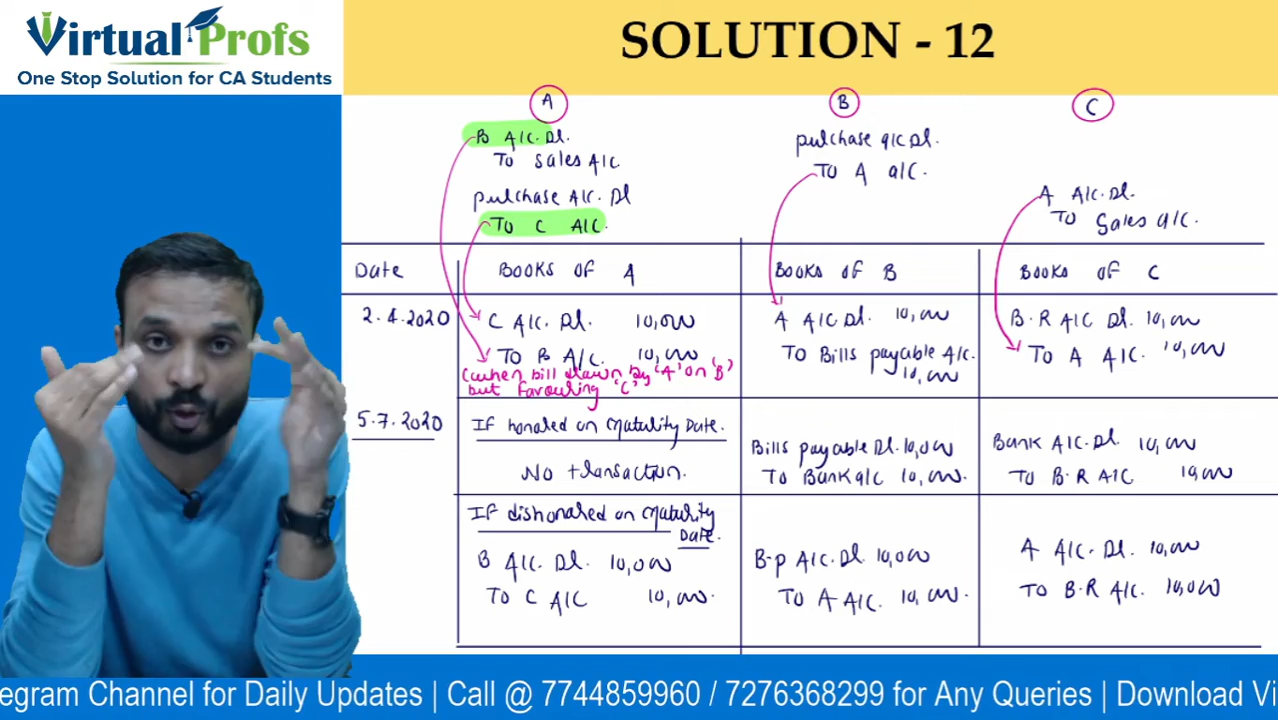 Virtual Profs
One Stop Solution for CA Students
SOLUTION - 12
A
B A/C. Dr.
To Sales A/C
purchase A/C. Dr
To C A/C
B
purchase a/c Dr.
To A a/c.
C
A A/C. Dr.
To Sales a/c.
Date
BOOKS OF A
BOOKS OF B
BOOKS OF C
2.4.2020
C A/C. Dr. 10,000
To B A/C. 10,000
(when bill drawn by 'A' on 'B'
but favouring 'C'
A A/C Dr. 10,000
To Bills payable A/C.
10,000
B.R A/C Dr. 10,000
To A A/C. 10,000
5.7.2020
If honored on maturity Date.
No transaction.
Bills payable Dr. 10,000
To Bank a/c 10,000.
Bank A/C. Dr. 10,000
To B.R A/C 10,000
If dishonored on maturity
Date.
B A/C. Dr. 10,000
To C A/C 10,000.
B-p A/C. Dr. 10,000
To A A/C. 10,000.
A A/C. Dr. 10,000
To B.R A/C. 10,000
egram Channel for Daily Updates | Call @ 7744859960 / 7276368299 for Any Queries | Download Vi